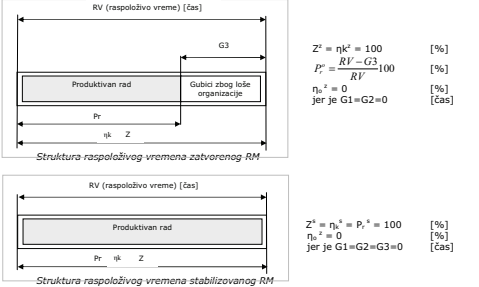 RV (raspoloživo vreme) [čas]
G3
Produktivan rad
Gubici zbog loše
organizacije
Pr
ηk Z
Struktura raspoloživog vremena zatvorenog RM
Zᶻ = ηkᶻ = 100 [%]
Pᵣᵒ = (RV − G3)/RV 100 [%]
ηₒᶻ = 0 [%]
jer je G1=G2=0 [čas]
RV (raspoloživo vreme) [čas]
Produktivan rad
Pr ηk Z
Struktura raspoloživog vremena stabilizovanog RM
Zˢ = ηₖˢ = Pᵣˢ = 100 [%]
ηₒᶻ = 0 [%]
jer je G1=G2=G3=0 [čas]